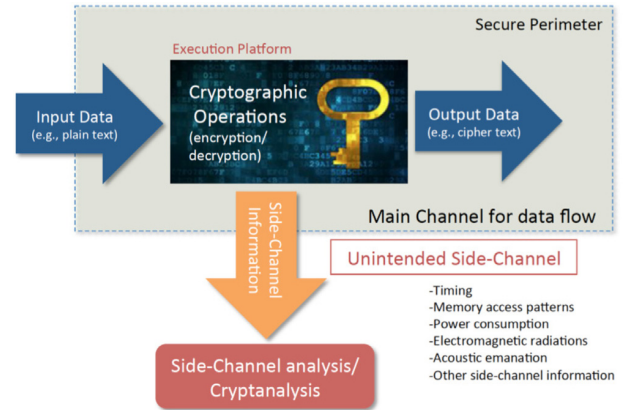 Secure Perimeter
Execution Platform
Input Data
(e.g., plain text)
Cryptographic
Operations
(encryption/
decryption)
Output Data
(e.g., cipher text)
Main Channel for data flow
Side-Channel
Information
Unintended Side-Channel
-Timing
-Memory access patterns
-Power consumption
-Electromagnetic radiations
-Acoustic emanation
-Other side-channel information
Side-Channel analysis/
Cryptanalysis